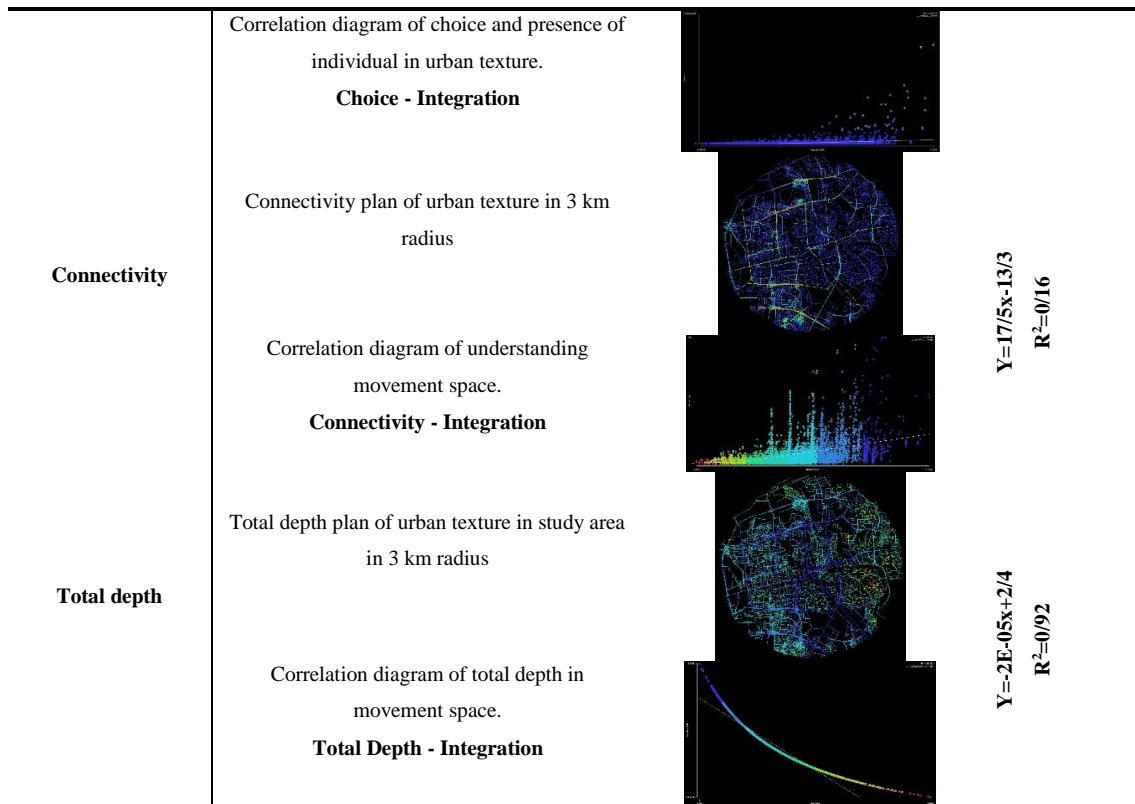 Correlation diagram of choice and presence of
individual in urban texture.
Choice - Integration
Connectivity
Connectivity plan of urban texture in 3 km
radius
Correlation diagram of understanding
movement space.
Connectivity - Integration
Y=17/5x-13/3
R²=0/16
Total depth
Total depth plan of urban texture in study area
in 3 km radius
Correlation diagram of total depth in
movement space.
Total Depth - Integration
Y=-2E-05x+2/4
R²=0/92